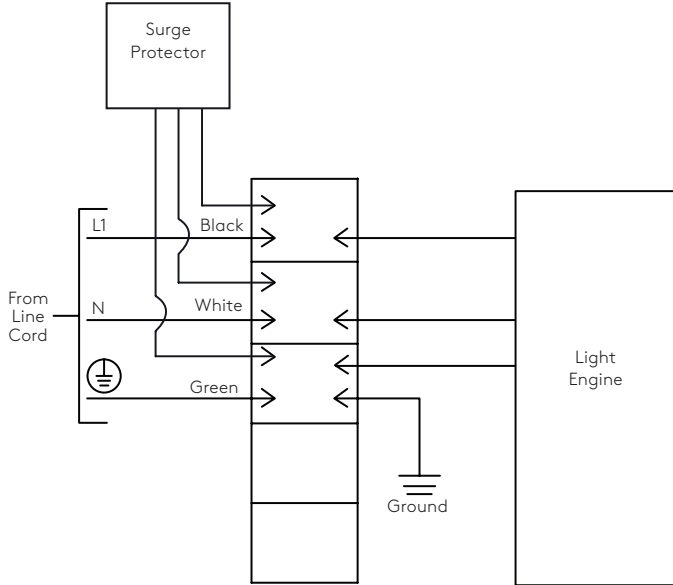 Surge
Protector
L1
Black
From
Line
Cord
N
White
Green
Light
Engine
Ground